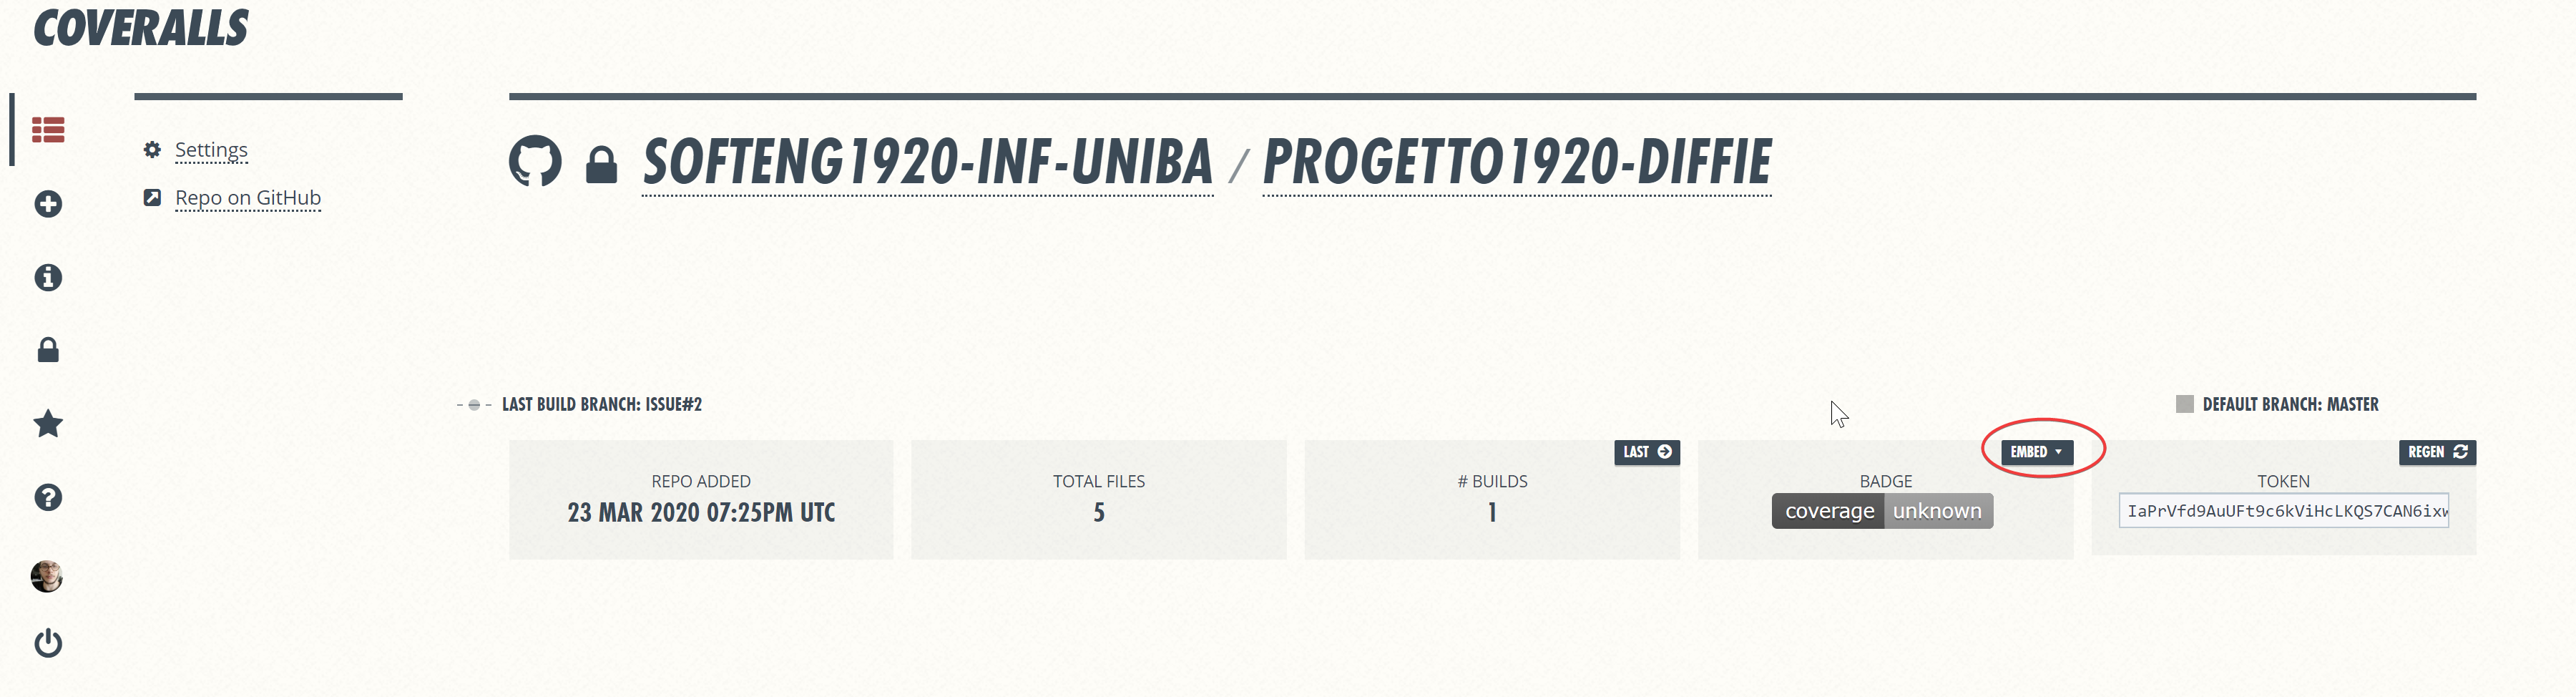 COVERALLS
Settings
Repo on GitHub
SOFTENG1920-INF-UNIBA / PROGETTO1920-DIFFIE
LAST BUILD BRANCH: ISSUE#2
DEFAULT BRANCH: MASTER
REPO ADDED
23 MAR 2020 07:25PM UTC
TOTAL FILES
5
LAST
# BUILDS
1
EMBED
BADGE
coverage unknown
REGEN
TOKEN
IaPrVfd9AuUFt9c6kViHcLKQS7CAN6ix